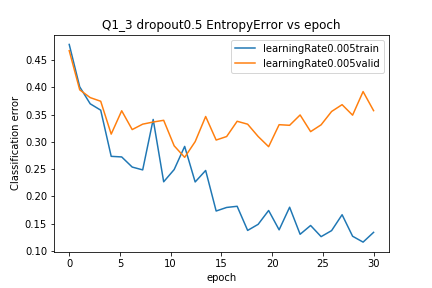 Q1_3 dropout0.5 EntropyError vs epoch
learningRate0.005train
learningRate0.005valid
Classification error
0.45
0.40
0.35
0.30
0.25
0.20
0.15
0.10
0 5 10 15 20 25 30
epoch